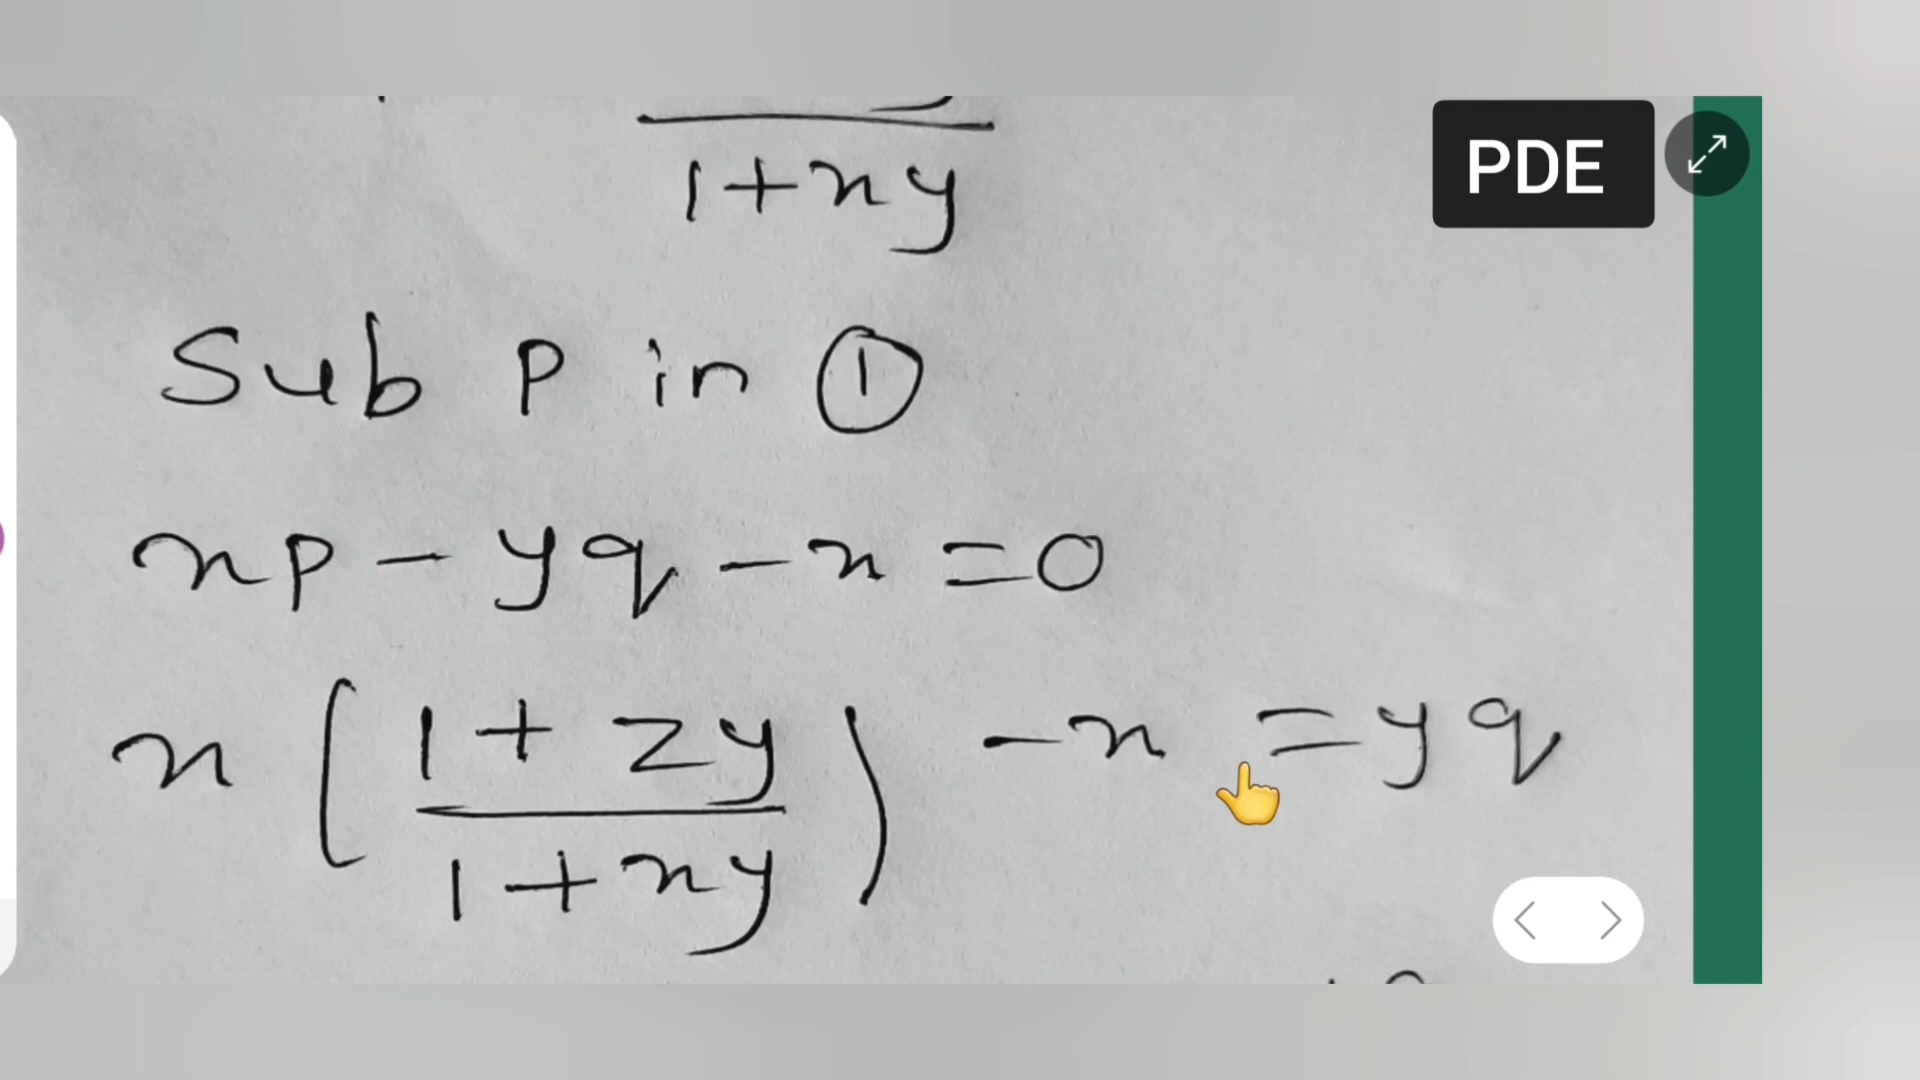 PDE
1+xy
Sub p in ①
xp - yq - x = 0
x ( 1 + zy / 1 + xy ) - x = yq